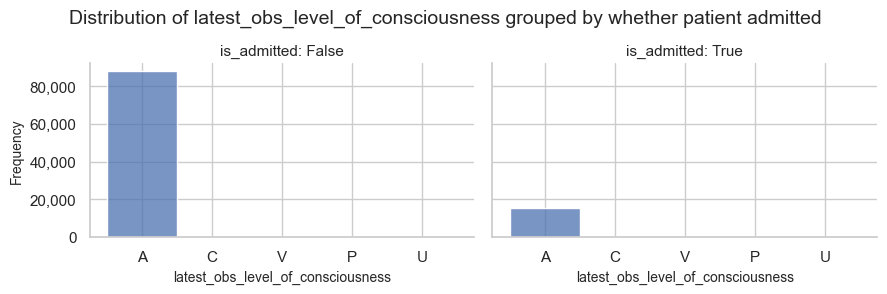 Distribution of latest_obs_level_of_consciousness grouped by whether patient admitted
is_admitted: False
is_admitted: True
Frequency
80,000
60,000
40,000
20,000
0
A C V P U
A C V P U
latest_obs_level_of_consciousness
latest_obs_level_of_consciousness